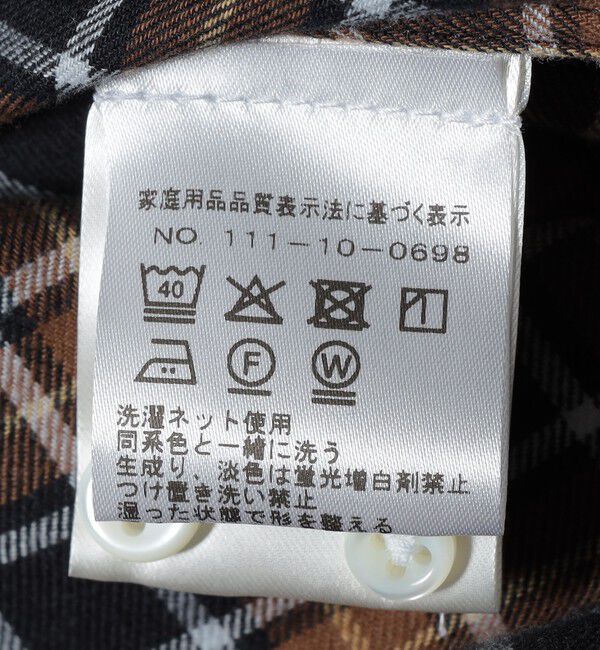 家庭用品品質表示法に基づく表示
NO. 111-10-0698
40
F W
洗濯ネット使用
同系色と一緒に洗う
生成り、淡色は蛍光増白剤禁止
つけ置き洗い禁止
湿った状態で形を整える